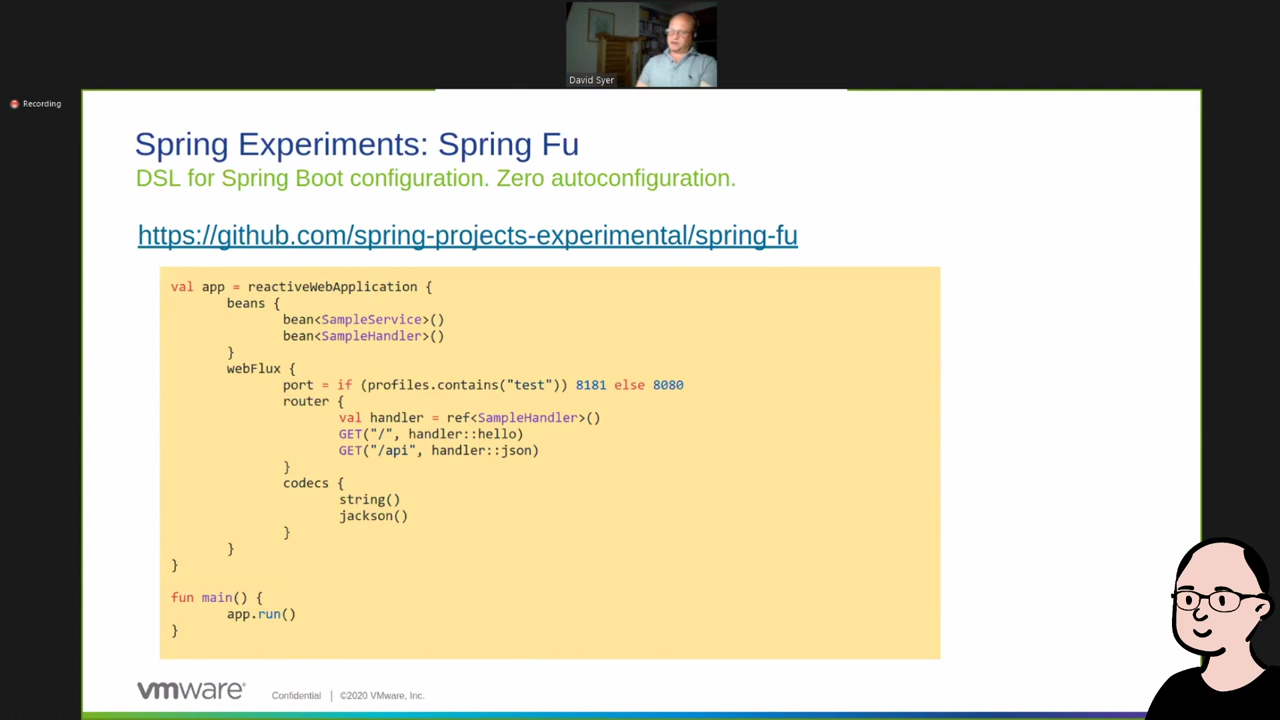 David Syer
Recording
Spring Experiments: Spring Fu
DSL for Spring Boot configuration. Zero autoconfiguration.
https://github.com/spring-projects-experimental/spring-fu
val app = reactiveWebApplication {
beans {
bean<SampleService>()
bean<SampleHandler>()
}
webFlux {
port = if (profiles.contains("test")) 8181 else 8080
router {
val handler = ref<SampleHandler>()
GET("/", handler::hello)
GET("/api", handler::json)
}
codecs {
string()
jackson()
}
}
}
fun main() {
app.run()
}
vmware® Confidential | ©2020 VMware, Inc.